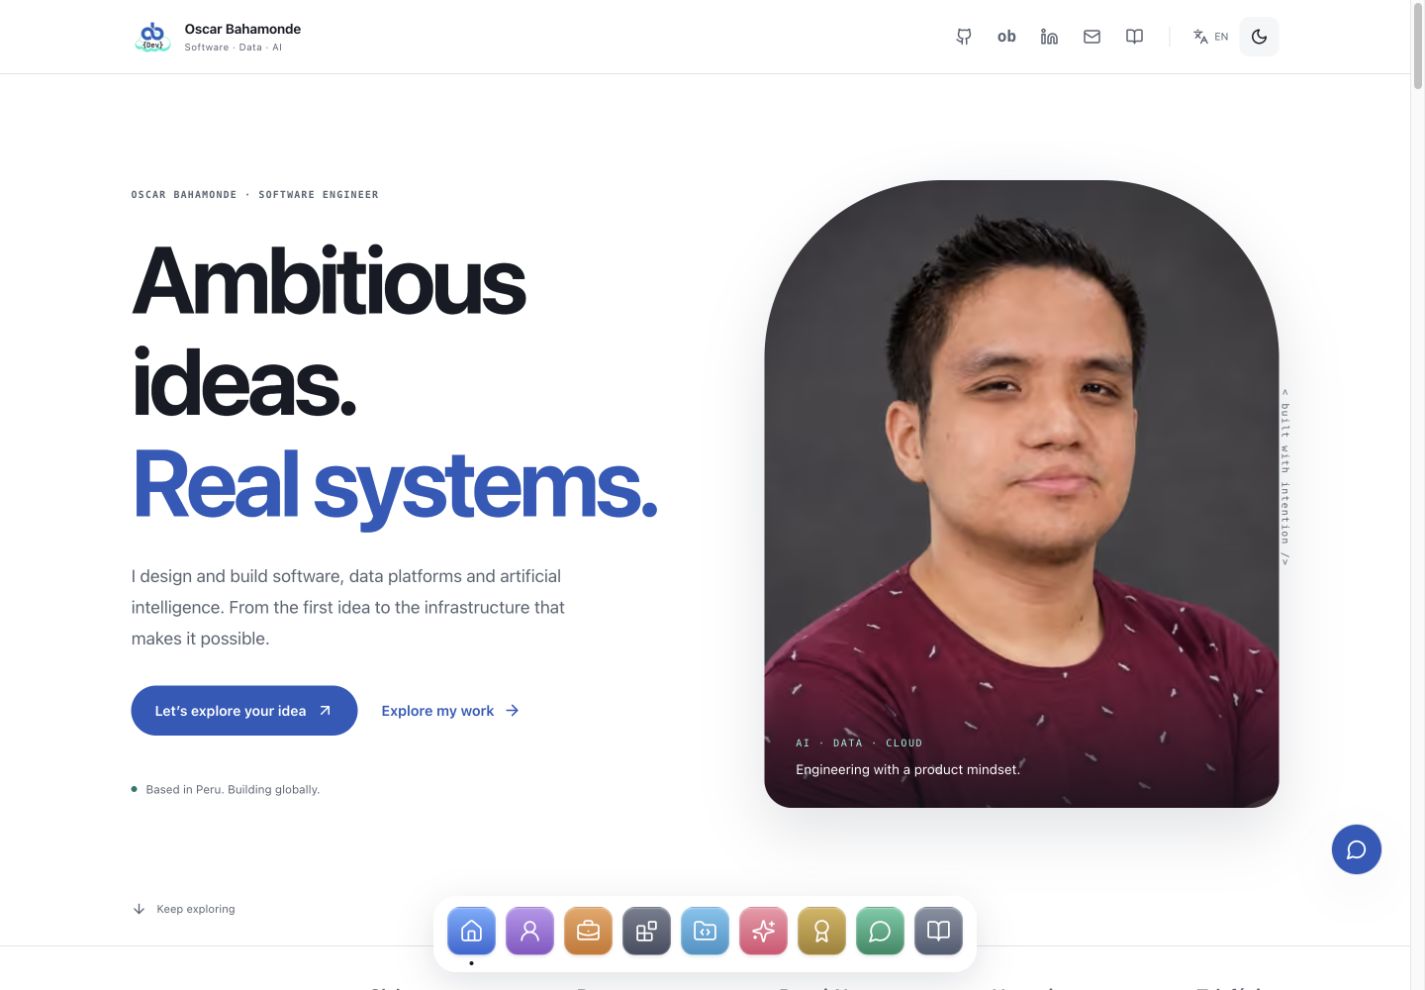 Oscar Bahamonde
Software · Data · AI
{Dev}
ob
EN
OSCAR BAHAMONDE · SOFTWARE ENGINEER
Ambitious
ideas.
Real systems.
I design and build software, data platforms and artificial
intelligence. From the first idea to the infrastructure that
makes it possible.
Let's explore your idea
Explore my work
Based in Peru. Building globally.
AI · DATA · CLOUD
Engineering with a product mindset.
< built with intention />
Keep exploring